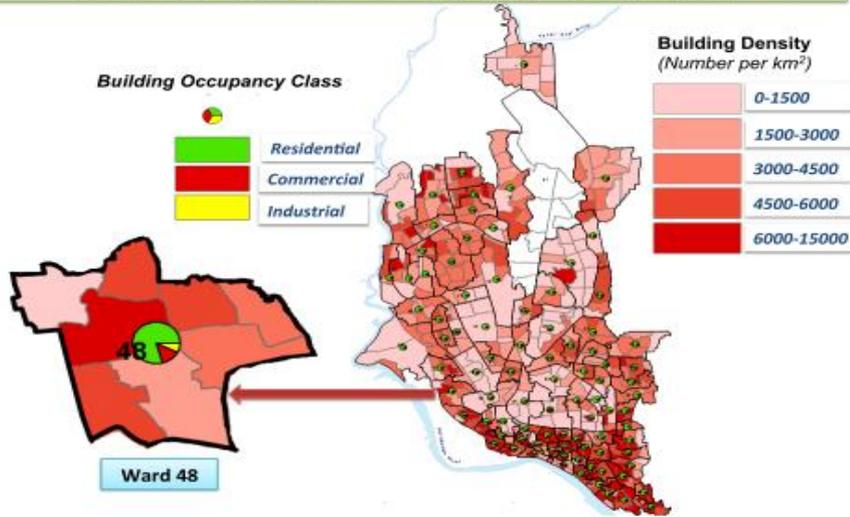 Building Density
(Number per km²)
Building Occupancy Class
0-1500
1500-3000
Residential
3000-4500
Commercial
4500-6000
Industrial
6000-15000
48
Ward 48